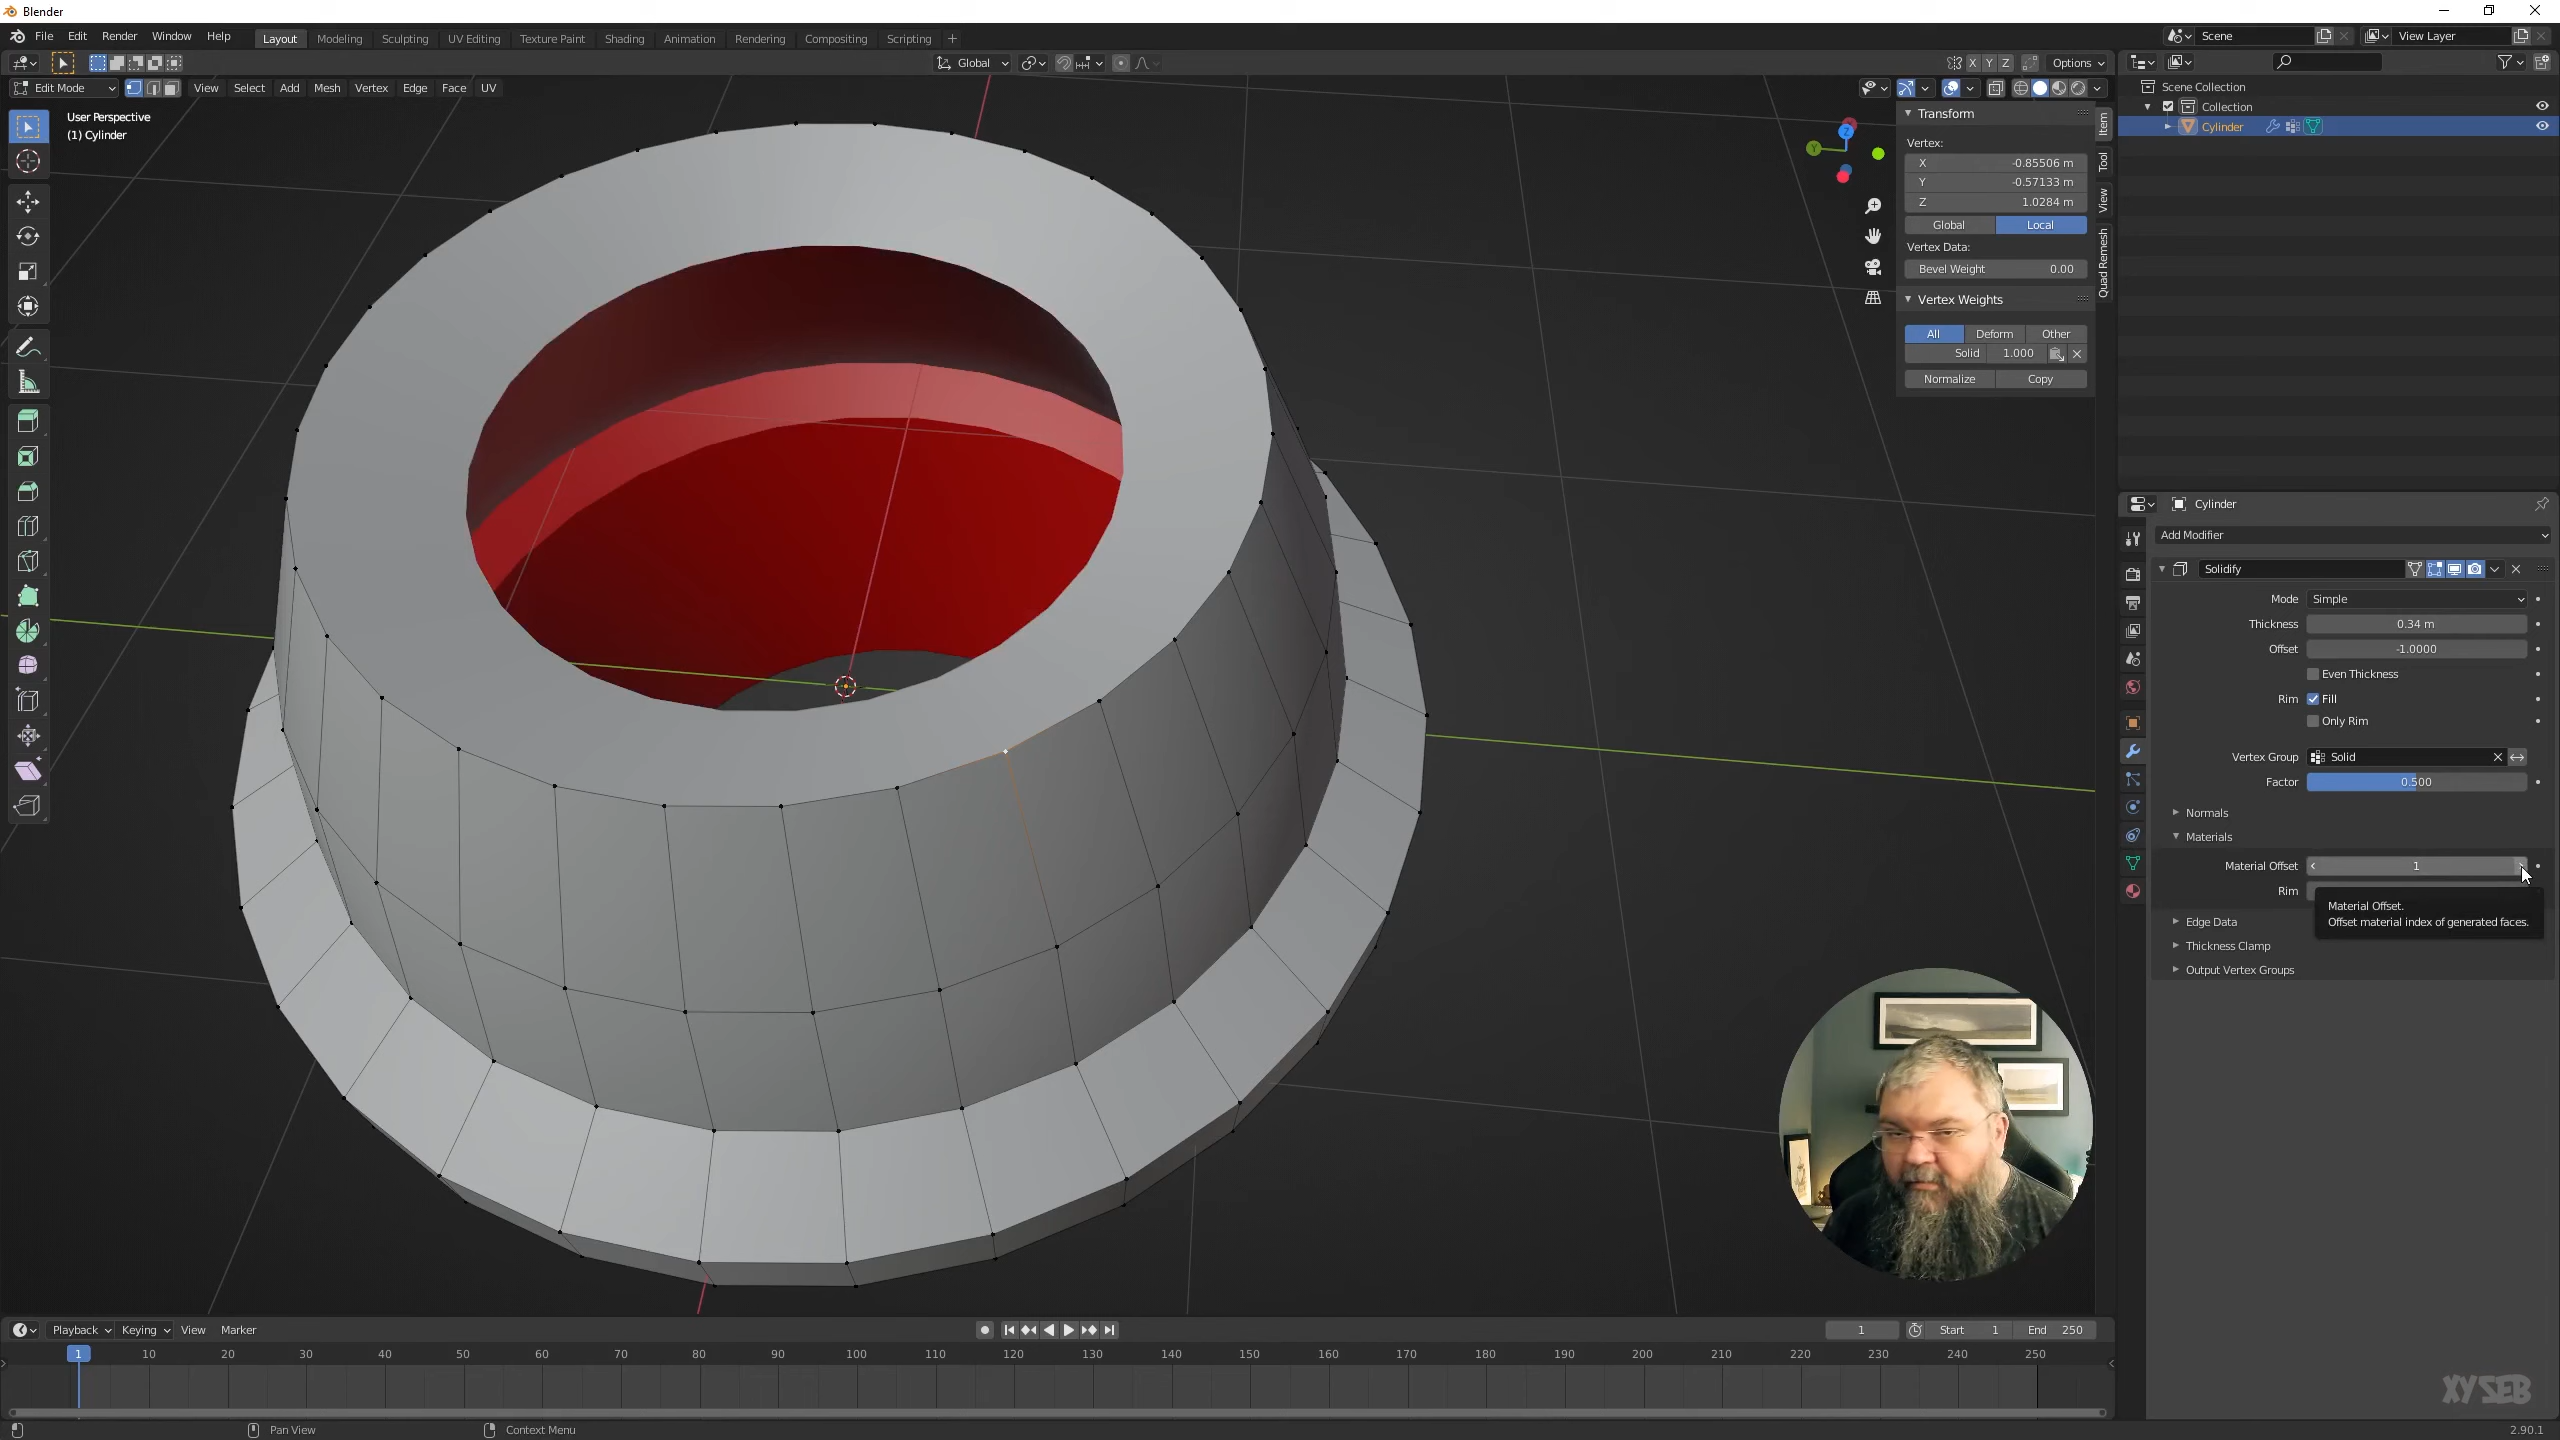 Blender
File Edit Render Window Help Layout Modeling Sculpting UV Editing Texture Paint Shading Animation Rendering Compositing Scripting + Scene View Layer
Global X Y Z Options
Edit Mode View Select Add Mesh Vertex Edge Face UV
User Perspective
(1) Cylinder
Z
Y
Transform
Vertex:
X -0.85506 m
Y -0.57133 m
Z 1.0284 m
Global Local
Vertex Data:
Bevel Weight 0.00
Vertex Weights
All Deform Other
Solid 1.000
Normalize Copy
Item
Tool
View
Quad Remesh
Scene Collection
Collection
Cylinder
Cylinder
Add Modifier
Solidify
Mode Simple
Thickness 0.34 m
Offset -1.0000
Even Thickness
Rim Fill
Only Rim
Vertex Group Solid
Factor 0.500
Normals
Materials
Material Offset 1
Rim
Material Offset.
Offset material index of generated faces.
Edge Data
Thickness Clamp
Output Vertex Groups
XYSEB
Playback Keying View Marker 1 Start 1 End 250
1 10 20 30 40 50 60 70 80 90 100 110 120 130 140 150 160 170 180 190 200 210 220 230 240 250
Pan View Context Menu 2.90.1